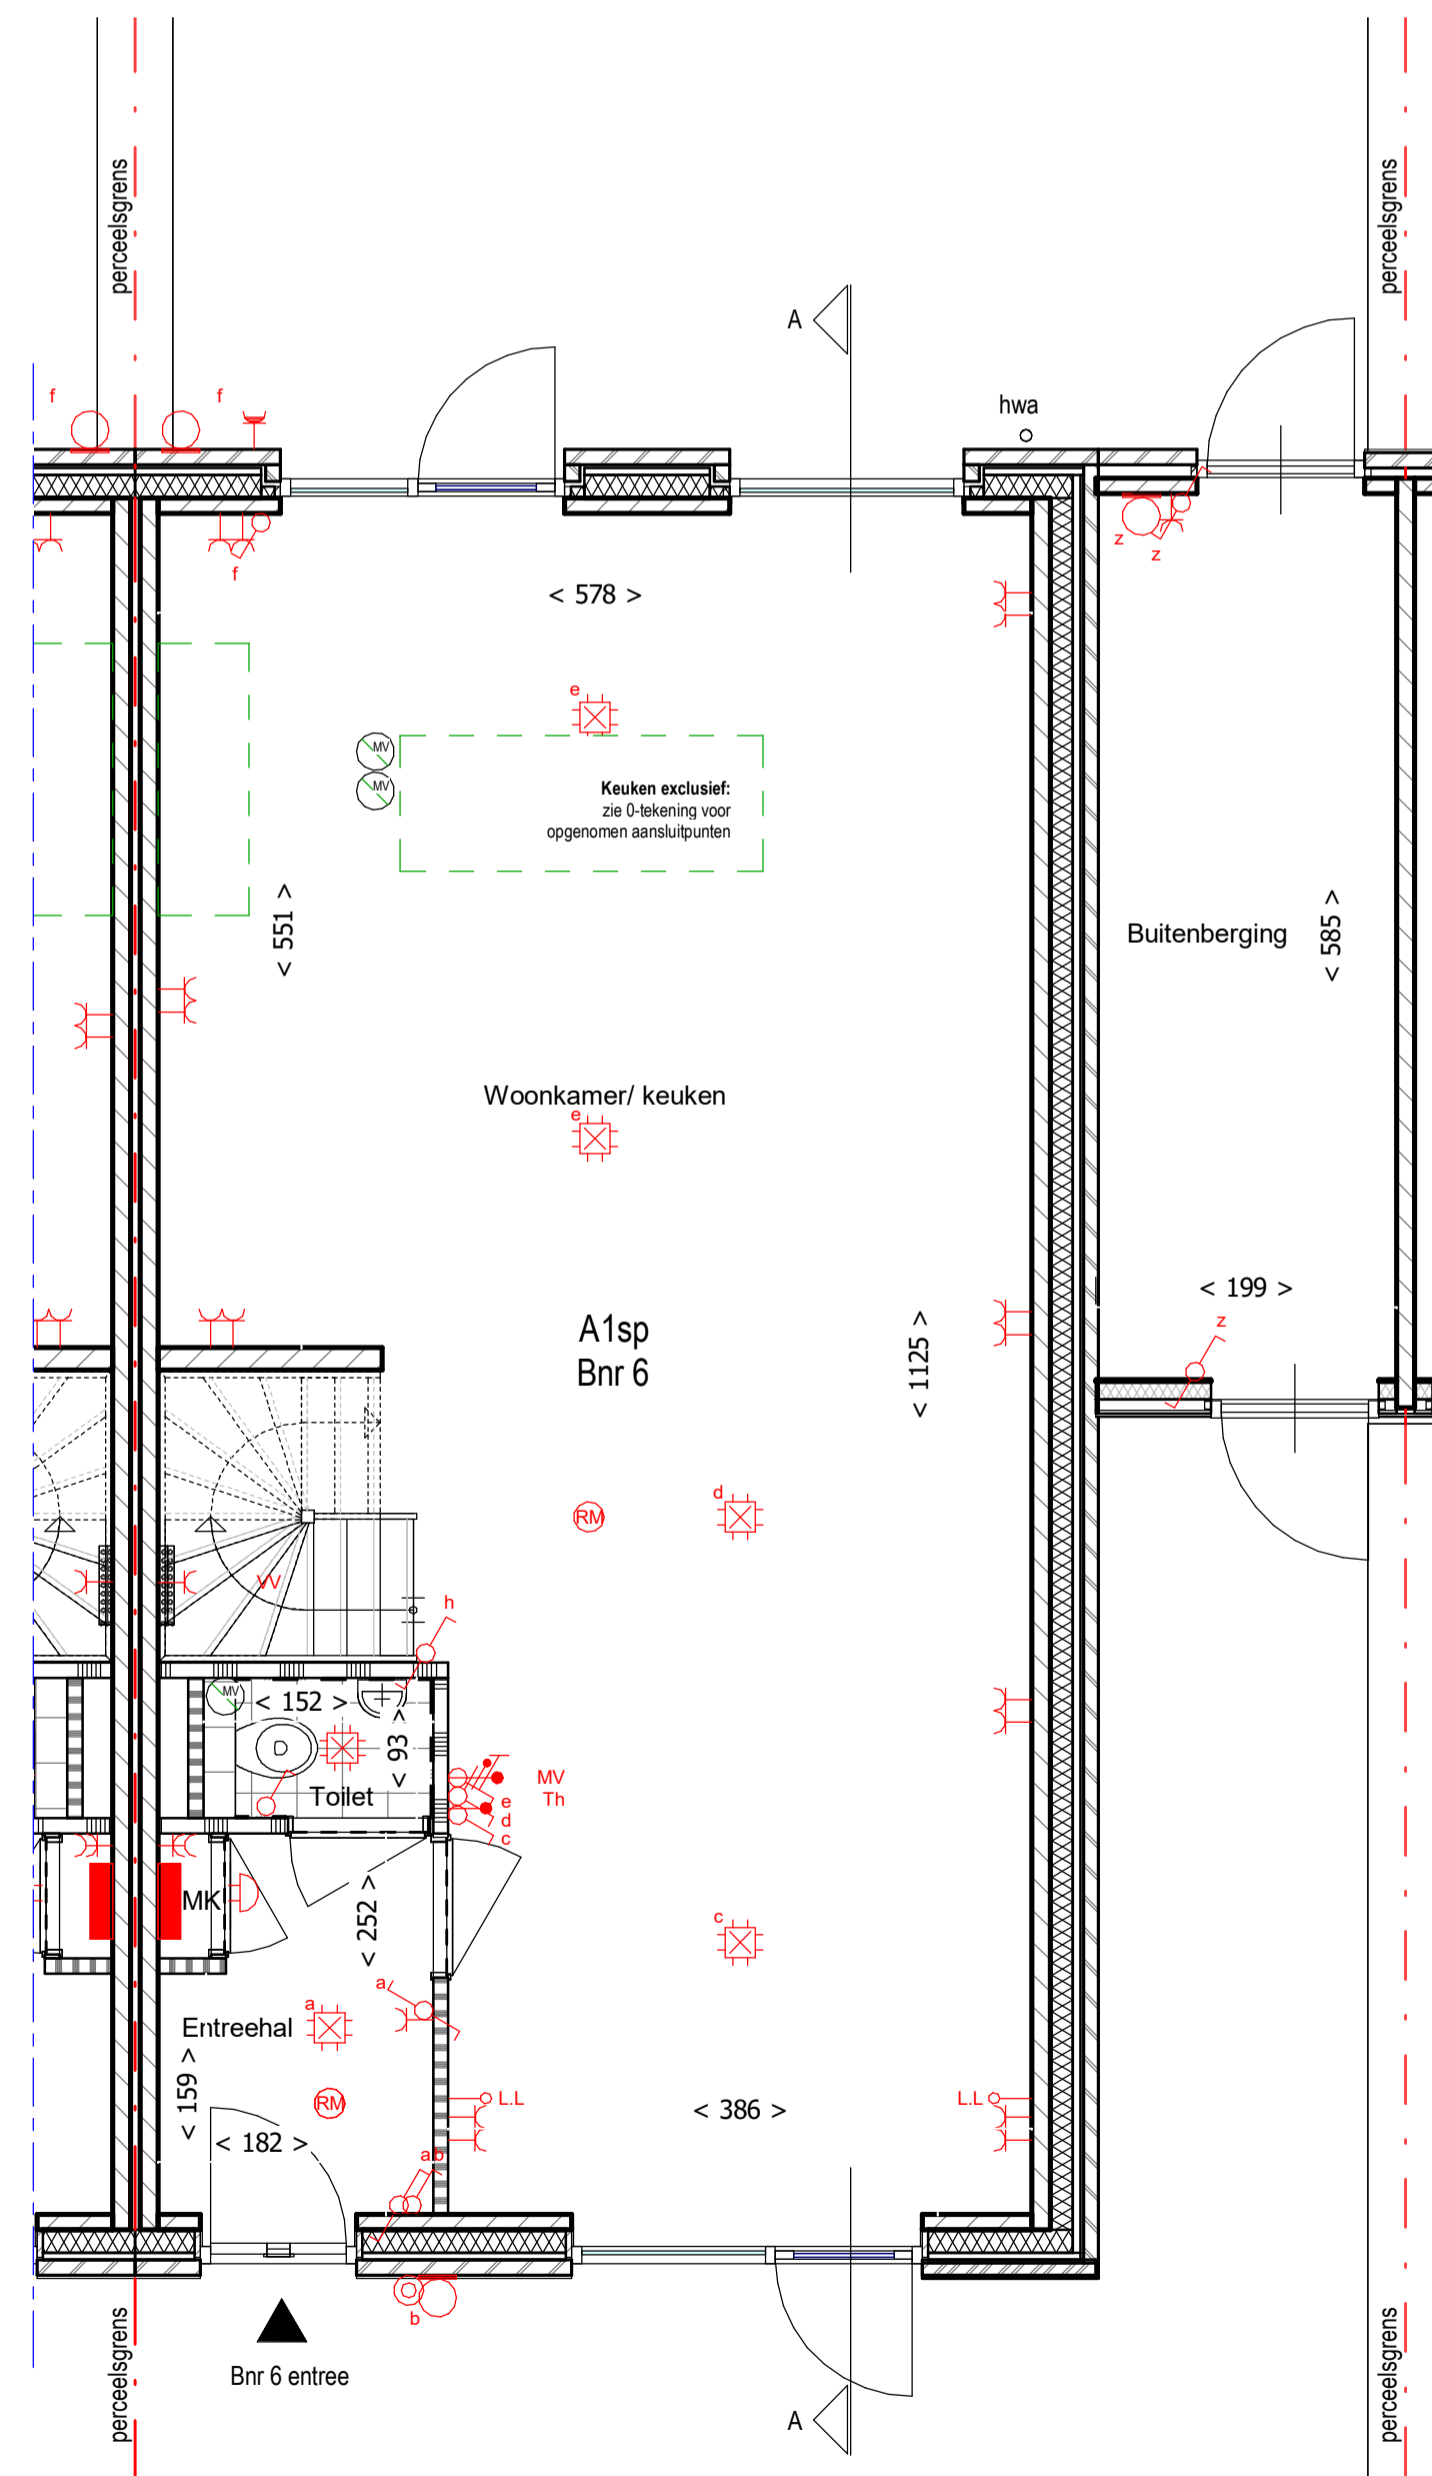 perceelsgrens
perceelsgrens
A
hwa
f
f
f
z
z
< 578 >
e
MV
MV
Keuken exclusief:
zie 0-tekening voor
opgenomen aansluitpunten
< 551 >
Buitenberging
< 585 >
Woonkamer/ keuken
e
< 199 >
z
A1sp
Bnr 6
< 1125 >
RM
d
VV
h
MV
< 152 >
< 93 >
Toilet
MV
Th
e
d
c
MK
< 252 >
c
a
a
Entreehal
RM
< 159 >
L.L
L.L
< 386 >
< 182 >
a b
b
Bnr 6 entree
perceelsgrens
perceelsgrens
A